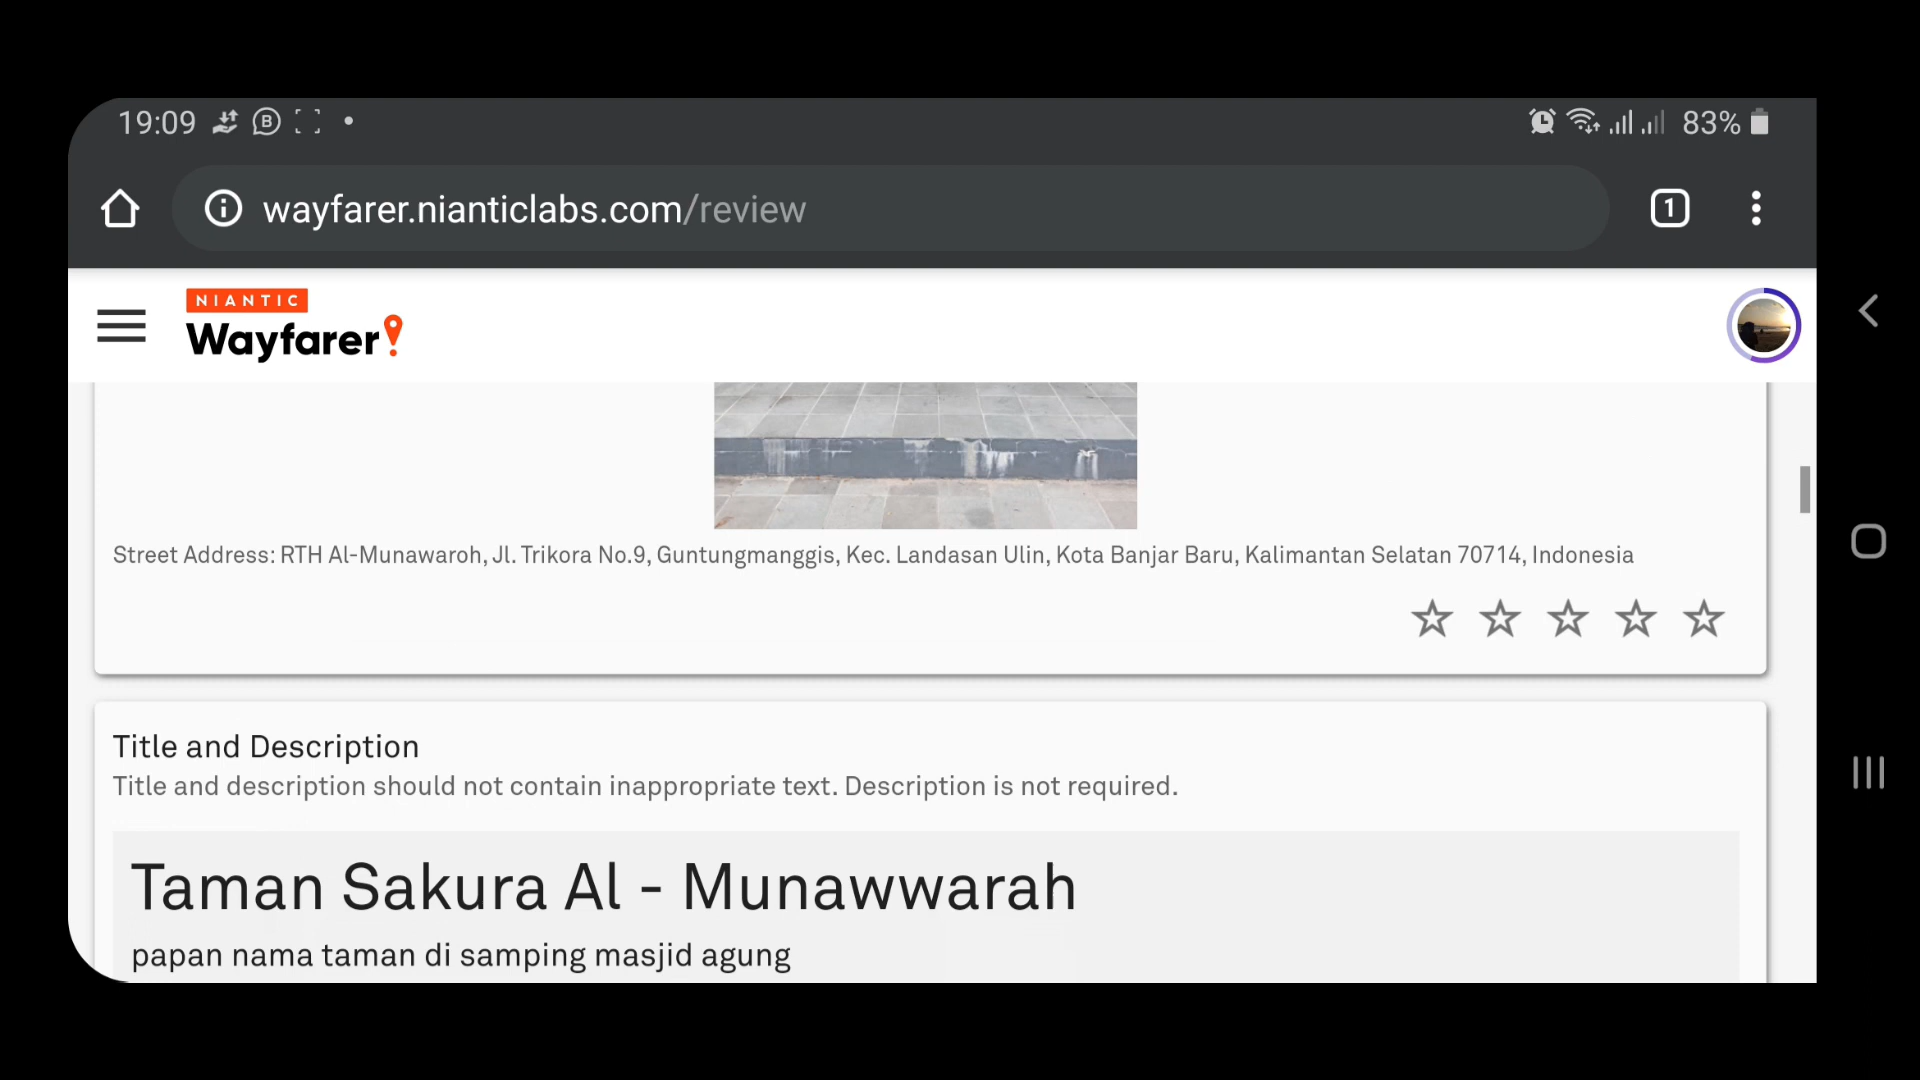 19:09
83%
wayfarer.nianticlabs.com/review
1
NIANTIC
Wayfarer
Street Address: RTH Al-Munawaroh, Jl. Trikora No.9, Guntungmanggis, Kec. Landasan Ulin, Kota Banjar Baru, Kalimantan Selatan 70714, Indonesia
Title and Description
Title and description should not contain inappropriate text. Description is not required.
Taman Sakura Al - Munawwarah
papan nama taman di samping masjid agung